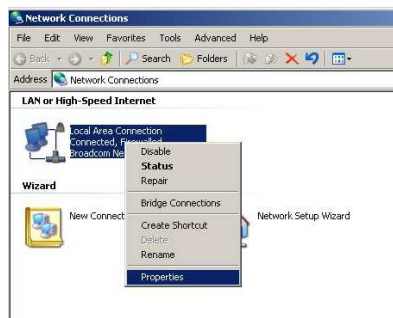 Network Connections
File Edit View Favorites Tools Advanced Help
Back Search Folders
Address Network Connections
LAN or High-Speed Internet
Local Area Connection
Connected, Firewalled
Broadcom Ne
Disable
Status
Repair
Bridge Connections
Create Shortcut
Delete
Rename
Properties
Wizard
New Connect
Network Setup Wizard